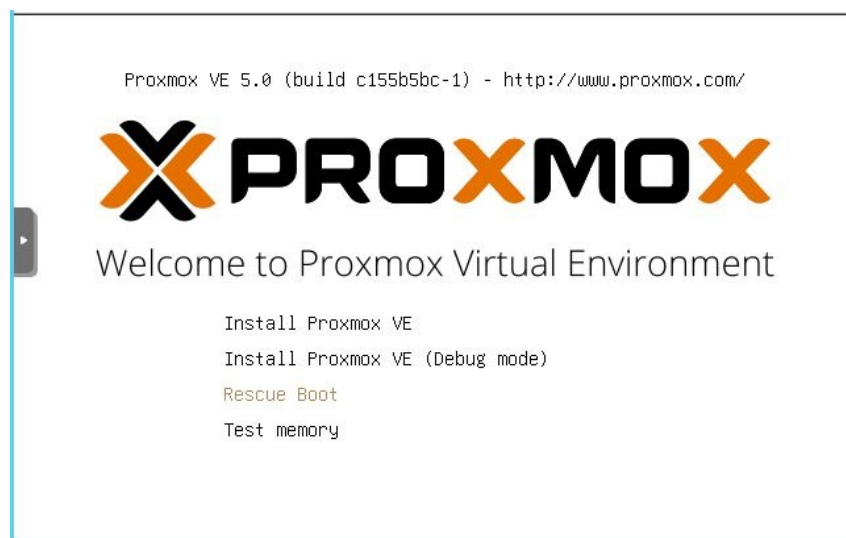 Proxmox VE 5.0 (build c155b5bc-1) - http://www.proxmox.com/
PROXMOX
Welcome to Proxmox Virtual Environment
Install Proxmox VE
Install Proxmox VE (Debug mode)
Rescue Boot
Test memory